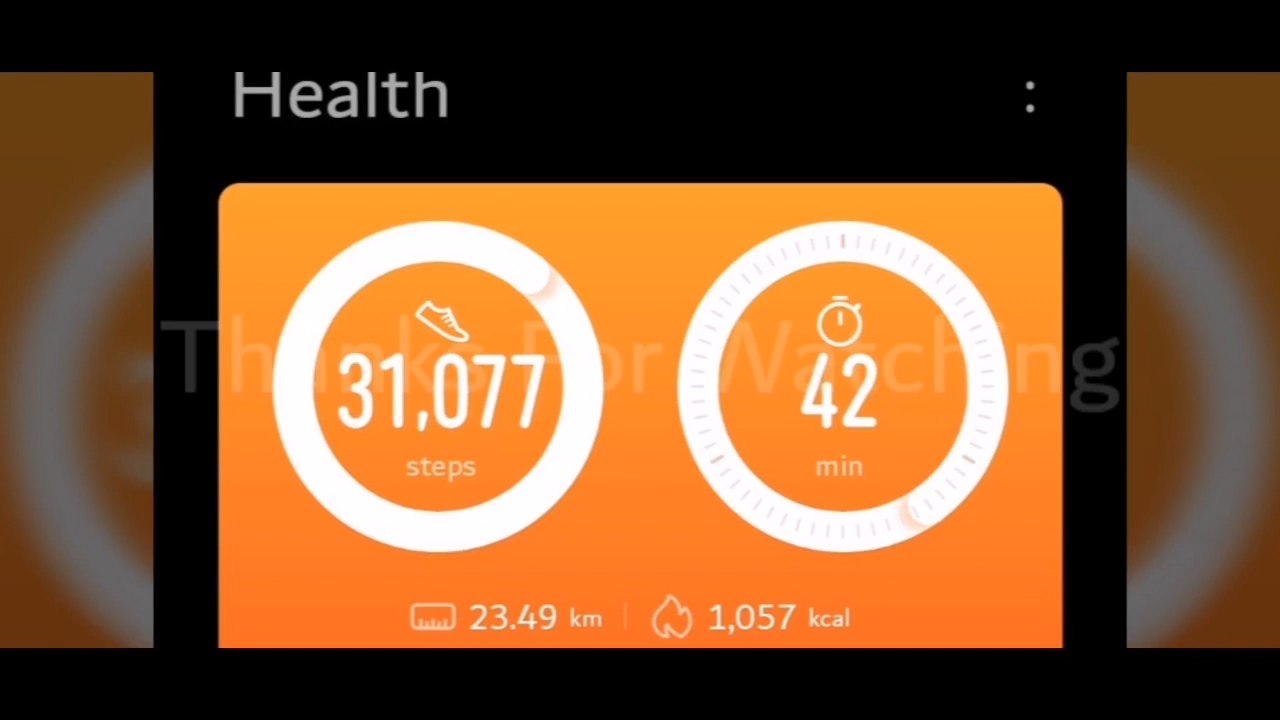 Health
Thanks For Watching
31,077
42
steps
min
23.49 km
1,057 kcal